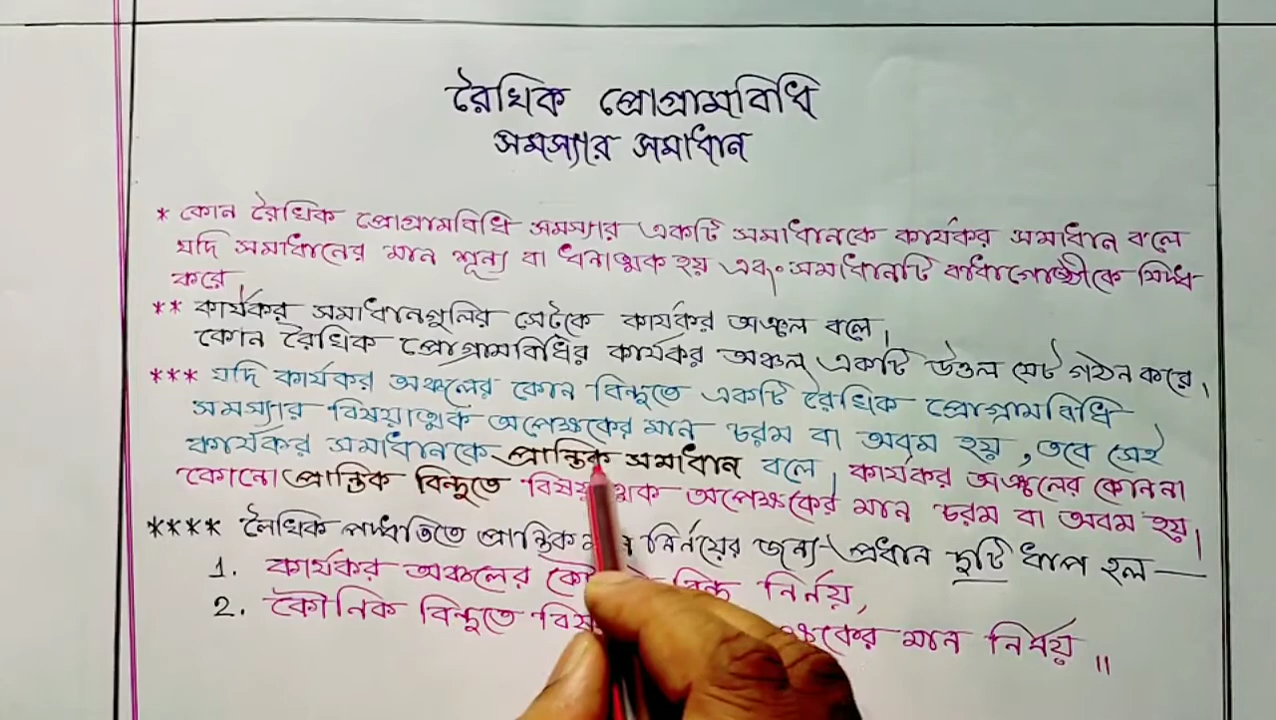 রৈখিক প্রোগ্রামবিধি
সমস্যার সমাধান
* কোন রৈখিক প্রোগ্রামবিধি সমস্যার একটি সমাধানকে কার্যকর সমাধান বলে
যদি সমাধানের মান শূন্য বা ধনাত্মক হয় এবং সমাধানটি বাধাগোষ্ঠীকে সিদ্ধ
করে।
** কার্যকর সমাধানগুলির সেটকে কার্যকর অঞ্চল বলে।
কোন রৈখিক প্রোগ্রামবিধির কার্যকর অঞ্চল একটি উত্তল সেট গঠন করে।
*** যদি কার্যকর অঞ্চলের কোন বিন্দুতে একটি রৈখিক প্রোগ্রামবিধি
সমস্যার বিষয়াত্মক অপেক্ষকের মান চরম বা অবম হয়, তবে সেই
কার্যকর সমাধানকে প্রান্তিক সমাধান বলে। কার্যকর অঞ্চলের কোননা
কোনো প্রান্তিক বিন্দুতে অপেক্ষকের মান চরম বা অবম হয়।
**** লৈখিক পদ্ধতিতে প্রান্তিক নির্নয়ের জন্য প্রধান দুটি ধাপ হল —
1. কার্যকর অঞ্চলের নির্নয়,
2. কৌনিক বিন্দুতে মান নির্ণয়॥